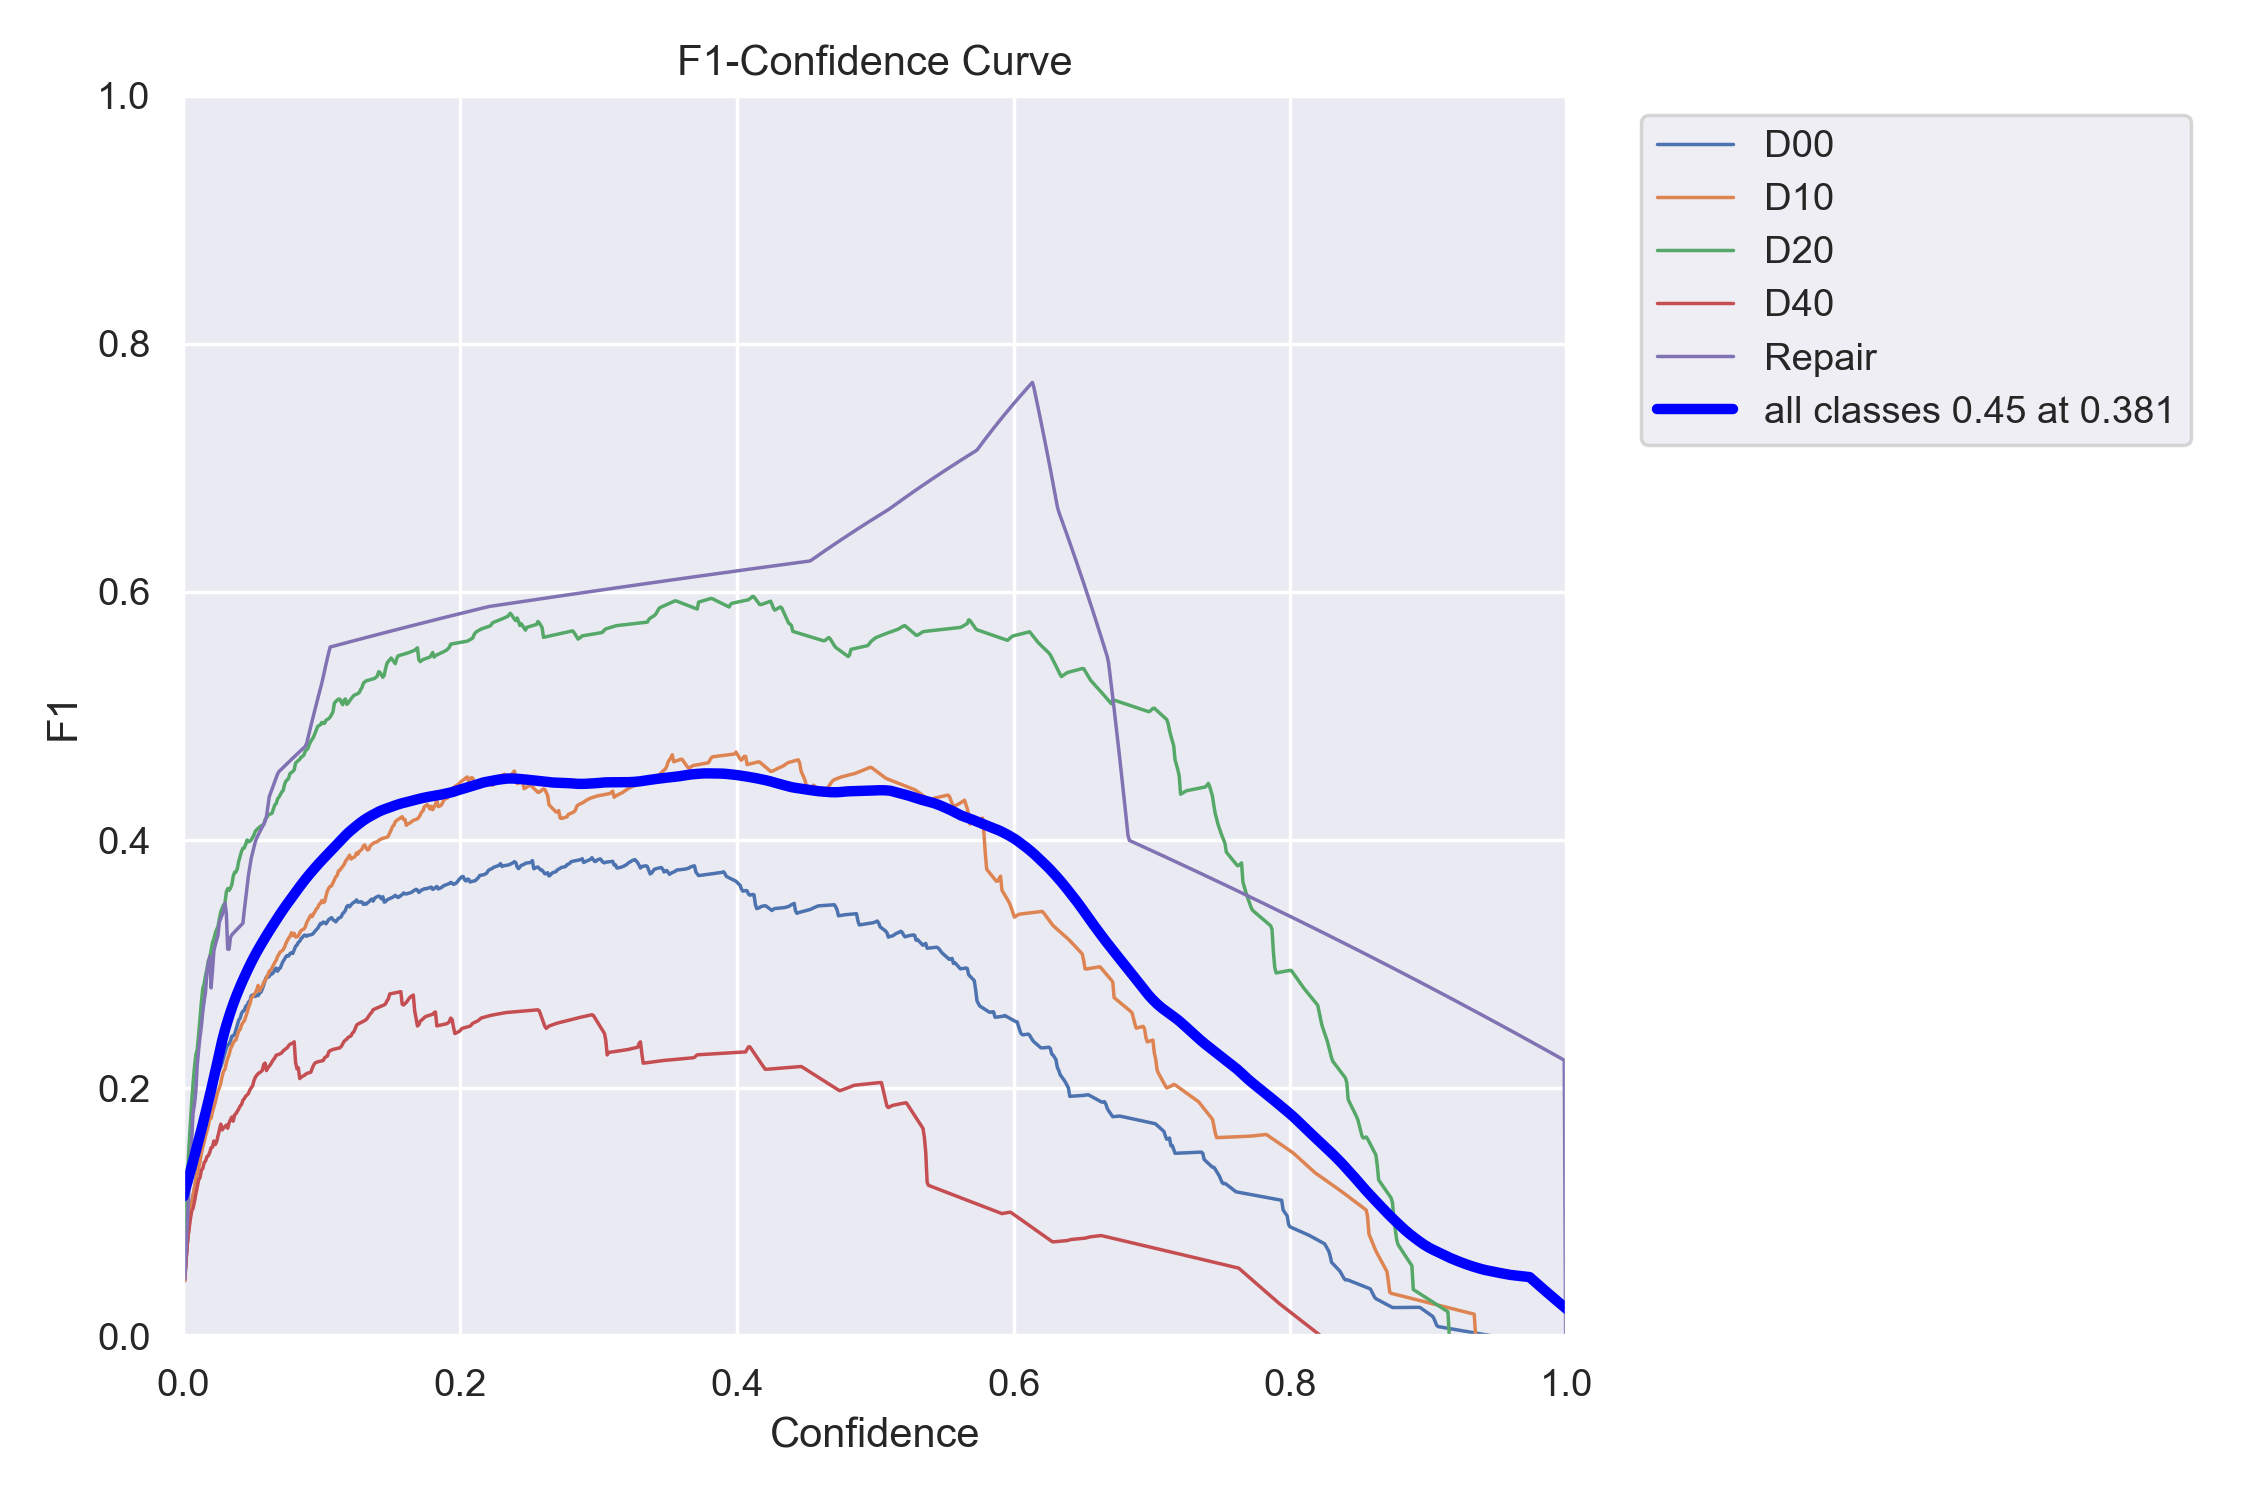 F1-Confidence Curve
1.0
0.8
0.6
0.4
0.2
0.0
F1
0.0 0.2 0.4 0.6 0.8 1.0
Confidence
D00
D10
D20
D40
Repair
all classes 0.45 at 0.381